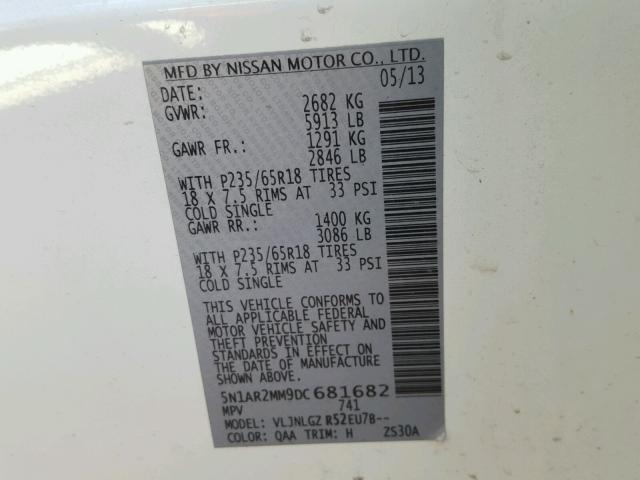 MFD BY NISSAN MOTOR CO., LTD.
DATE: 05/13
GVWR: 2682 KG
5913 LB
GAWR FR.: 1291 KG
2846 LB
WITH P235/65R18 TIRES
18 X 7.5 RIMS AT 33 PSI
COLD SINGLE
GAWR RR.: 1400 KG
3086 LB
WITH P235/65R18 TIRES
18 X 7.5 RIMS AT 33 PSI
COLD SINGLE
THIS VEHICLE CONFORMS TO
ALL APPLICABLE FEDERAL
MOTOR VEHICLE SAFETY AND
THEFT PREVENTION
STANDARDS IN EFFECT ON
THE DATE OF MANUFACTURE
SHOWN ABOVE.
5N1AR2MM9DC681682
MPV 741
MODEL: VLJNLGZ R52EU7B--
COLOR: QAA TRIM: H ZS30A